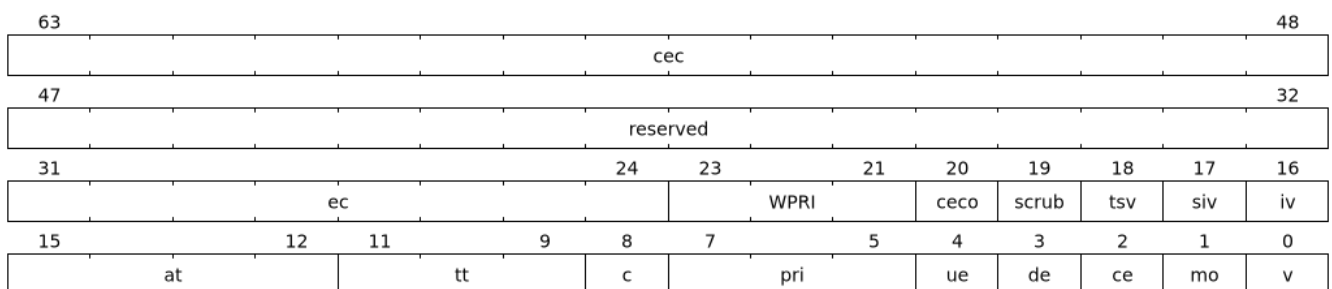 63 48
cec
47 32
reserved
31 24 23 21 20 19 18 17 16
ec WPRI ceco scrub tsv siv iv
15 12 11 9 8 7 5 4 3 2 1 0
at tt c pri ue de ce mo v